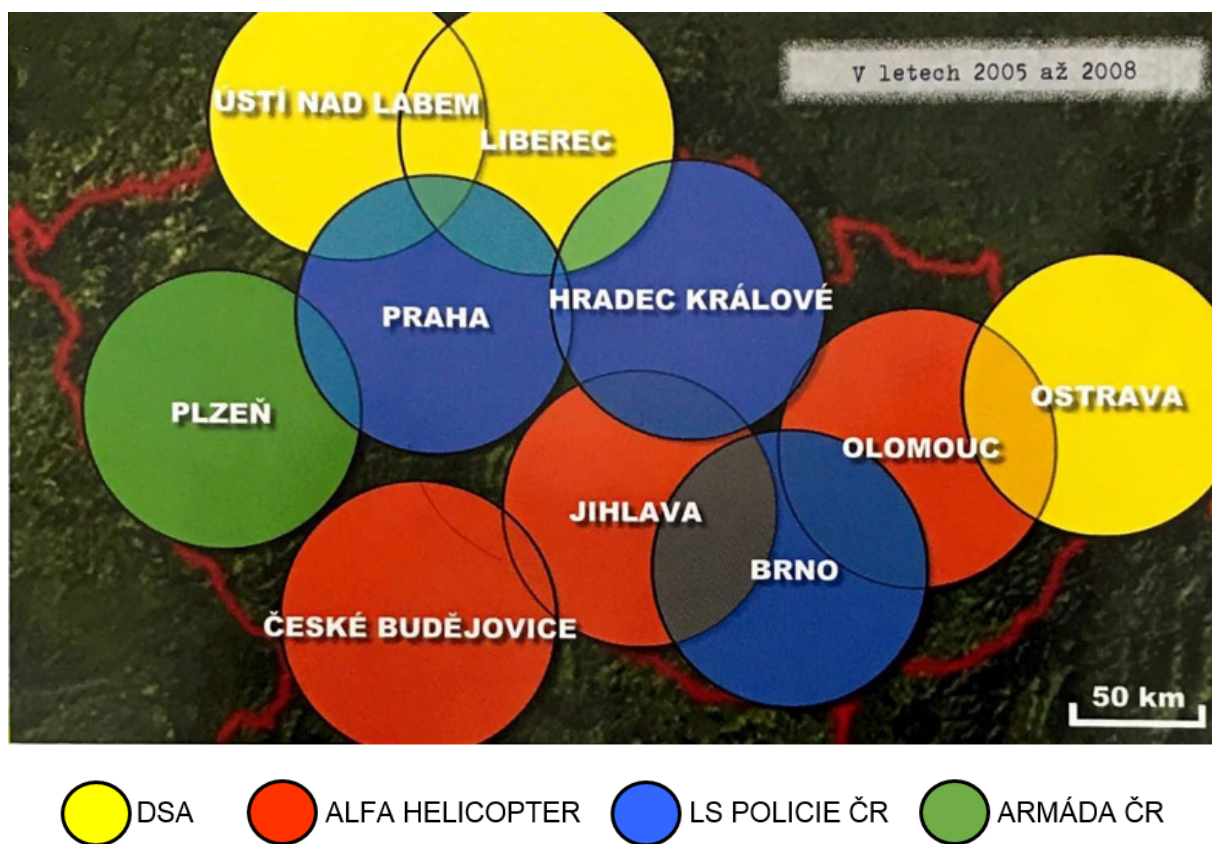 V letech 2005 až 2008
ÚSTÍ NAD LABEM
LIBEREC
HRADEC KRÁLOVÉ
PRAHA
OSTRAVA
PLZEŇ
OLOMOUC
JIHLAVA
BRNO
ČESKÉ BUDĚJOVICE
50 km
DSA
ALFA HELICOPTER
LS POLICIE ČR
ARMÁDA ČR